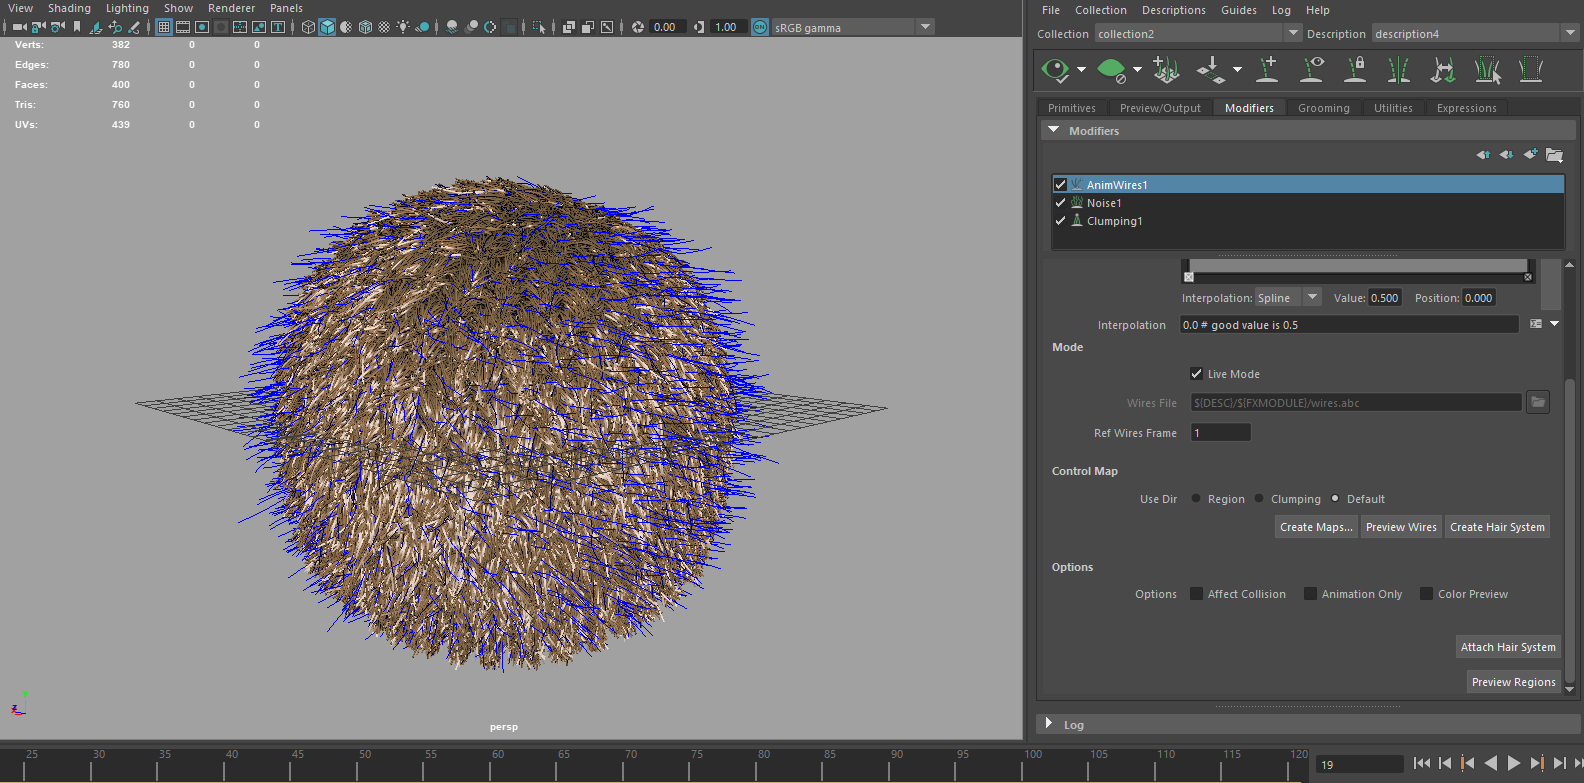 View Shading Lighting Show Renderer Panels
0.00 1.00 ON sRGB gamma
Verts: 382 0 0
Edges: 780 0 0
Faces: 400 0 0
Tris: 760 0 0
UVs: 439 0 0
z
persp
File Collection Descriptions Guides Log Help
Collection collection2 Description description4
Primitives Preview/Output Modifiers Grooming Utilities Expressions
Modifiers
AnimWires1
Noise1
Clumping1
Interpolation: Spline Value: 0.500 Position: 0.000
Interpolation 0.0 # good value is 0.5
Mode
Live Mode
Wires File ${DESC}/${FXMODULE}/wires.abc
Ref Wires Frame 1
Control Map
Use Dir Region Clumping Default
Create Maps... Preview Wires Create Hair System
Options
Options Affect Collision Animation Only Color Preview
Attach Hair System
Preview Regions
Log
25 30 35 40 45 50 55 60 65 70 75 80 85 90 95 100 105 110 115 120
19